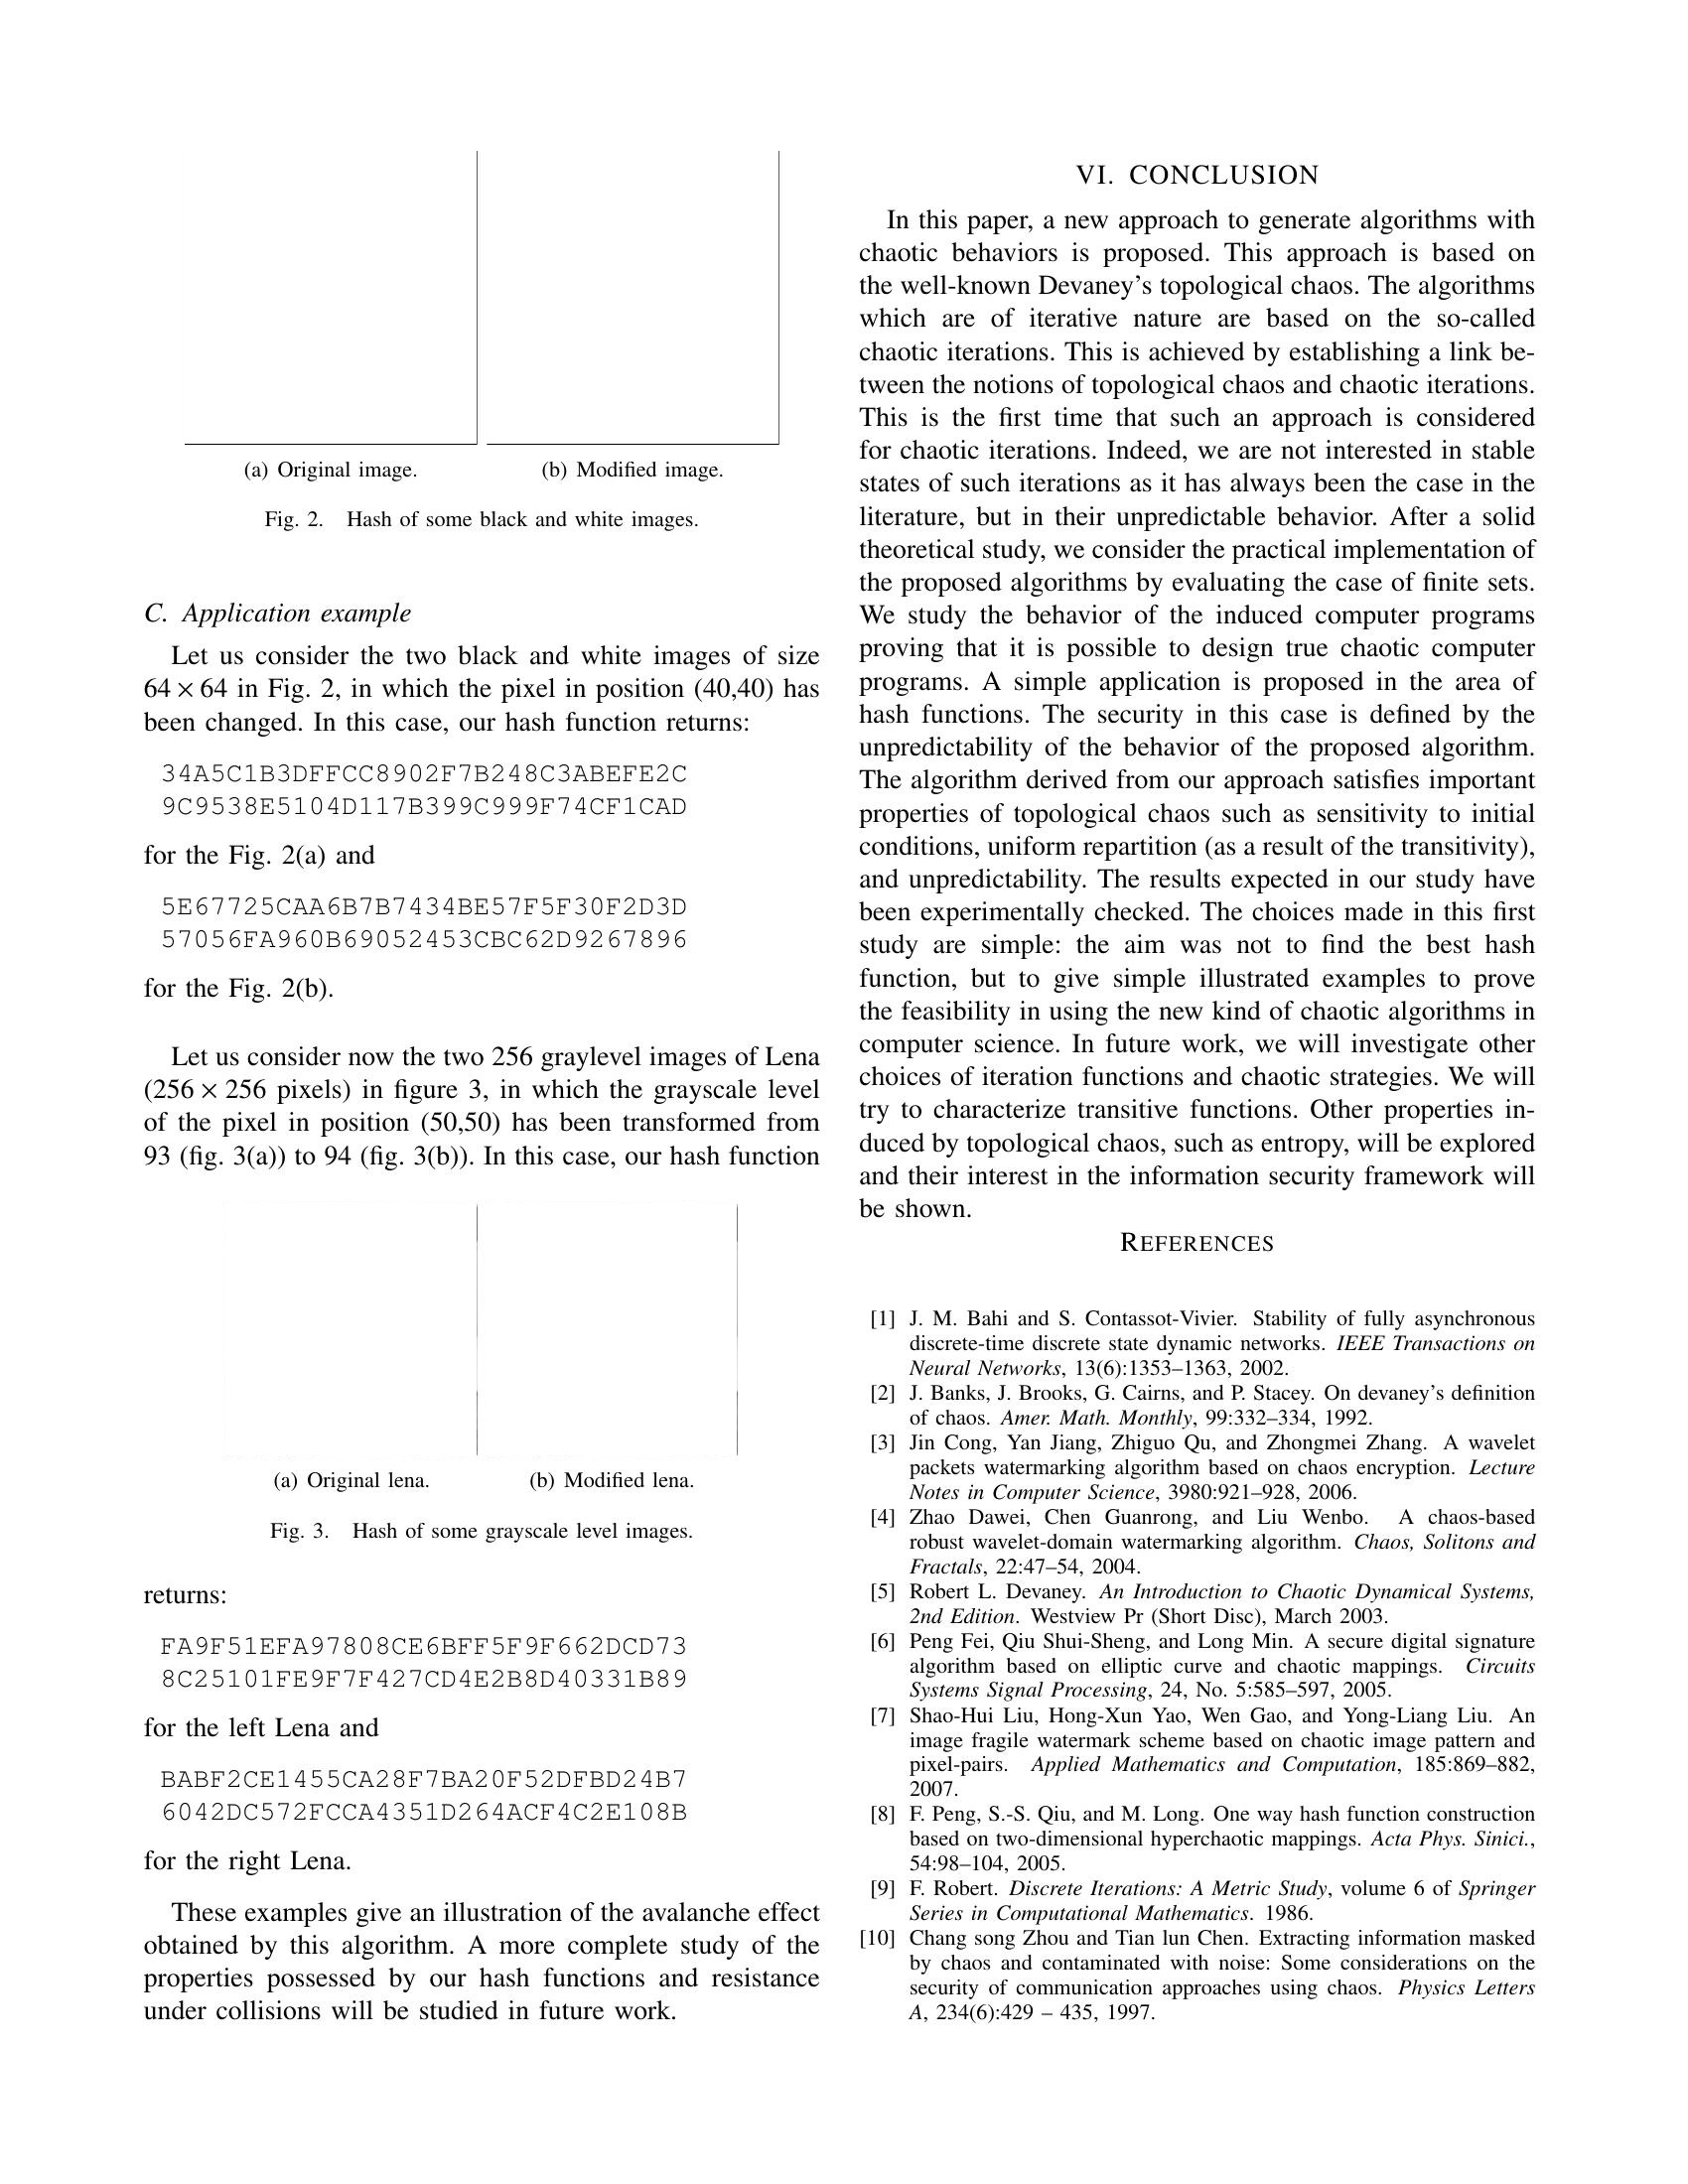 (a) Original image.
(b) Modified image.
Fig. 2. Hash of some black and white images.
C. Application example
Let us consider the two black and white images of size
64 × 64 in Fig. 2, in which the pixel in position (40,40) has
been changed. In this case, our hash function returns:
34A5C1B3DFFCC8902F7B248C3ABEFE2C
9C9538E5104D117B399C999F74CF1CAD
for the Fig. 2(a) and
5E67725CAA6B7B7434BE57F5F30F2D3D
57056FA960B69052453CBC62D9267896
for the Fig. 2(b).
Let us consider now the two 256 graylevel images of Lena
(256 × 256 pixels) in figure 3, in which the grayscale level
of the pixel in position (50,50) has been transformed from
93 (fig. 3(a)) to 94 (fig. 3(b)). In this case, our hash function
(a) Original lena.
(b) Modified lena.
Fig. 3. Hash of some grayscale level images.
returns:
FA9F51EFA97808CE6BFF5F9F662DCD73
8C25101FE9F7F427CD4E2B8D40331B89
for the left Lena and
BABF2CE1455CA28F7BA20F52DFBD24B7
6042DC572FCCA4351D264ACF4C2E108B
for the right Lena.
These examples give an illustration of the avalanche effect
obtained by this algorithm. A more complete study of the
properties possessed by our hash functions and resistance
under collisions will be studied in future work.
VI. CONCLUSION
In this paper, a new approach to generate algorithms with
chaotic behaviors is proposed. This approach is based on
the well-known Devaney's topological chaos. The algorithms
which are of iterative nature are based on the so-called
chaotic iterations. This is achieved by establishing a link be-
tween the notions of topological chaos and chaotic iterations.
This is the first time that such an approach is considered
for chaotic iterations. Indeed, we are not interested in stable
states of such iterations as it has always been the case in the
literature, but in their unpredictable behavior. After a solid
theoretical study, we consider the practical implementation of
the proposed algorithms by evaluating the case of finite sets.
We study the behavior of the induced computer programs
proving that it is possible to design true chaotic computer
programs. A simple application is proposed in the area of
hash functions. The security in this case is defined by the
unpredictability of the behavior of the proposed algorithm.
The algorithm derived from our approach satisfies important
properties of topological chaos such as sensitivity to initial
conditions, uniform repartition (as a result of the transitivity),
and unpredictability. The results expected in our study have
been experimentally checked. The choices made in this first
study are simple: the aim was not to find the best hash
function, but to give simple illustrated examples to prove
the feasibility in using the new kind of chaotic algorithms in
computer science. In future work, we will investigate other
choices of iteration functions and chaotic strategies. We will
try to characterize transitive functions. Other properties in-
duced by topological chaos, such as entropy, will be explored
and their interest in the information security framework will
be shown.
REFERENCES
[1] J. M. Bahi and S. Contassot-Vivier. Stability of fully asynchronous
discrete-time discrete state dynamic networks. IEEE Transactions on
Neural Networks, 13(6):1353–1363, 2002.
[2] J. Banks, J. Brooks, G. Cairns, and P. Stacey. On devaney's definition
of chaos. Amer. Math. Monthly, 99:332–334, 1992.
[3] Jin Cong, Yan Jiang, Zhiguo Qu, and Zhongmei Zhang. A wavelet
packets watermarking algorithm based on chaos encryption. Lecture
Notes in Computer Science, 3980:921–928, 2006.
[4] Zhao Dawei, Chen Guanrong, and Liu Wenbo. A chaos-based
robust wavelet-domain watermarking algorithm. Chaos, Solitons and
Fractals, 22:47–54, 2004.
[5] Robert L. Devaney. An Introduction to Chaotic Dynamical Systems,
2nd Edition. Westview Pr (Short Disc), March 2003.
[6] Peng Fei, Qiu Shui-Sheng, and Long Min. A secure digital signature
algorithm based on elliptic curve and chaotic mappings. Circuits
Systems Signal Processing, 24, No. 5:585–597, 2005.
[7] Shao-Hui Liu, Hong-Xun Yao, Wen Gao, and Yong-Liang Liu. An
image fragile watermark scheme based on chaotic image pattern and
pixel-pairs. Applied Mathematics and Computation, 185:869–882,
2007.
[8] F. Peng, S.-S. Qiu, and M. Long. One way hash function construction
based on two-dimensional hyperchaotic mappings. Acta Phys. Sinici.,
54:98–104, 2005.
[9] F. Robert. Discrete Iterations: A Metric Study, volume 6 of Springer
Series in Computational Mathematics. 1986.
[10] Chang song Zhou and Tian lun Chen. Extracting information masked
by chaos and contaminated with noise: Some considerations on the
security of communication approaches using chaos. Physics Letters
A, 234(6):429 – 435, 1997.